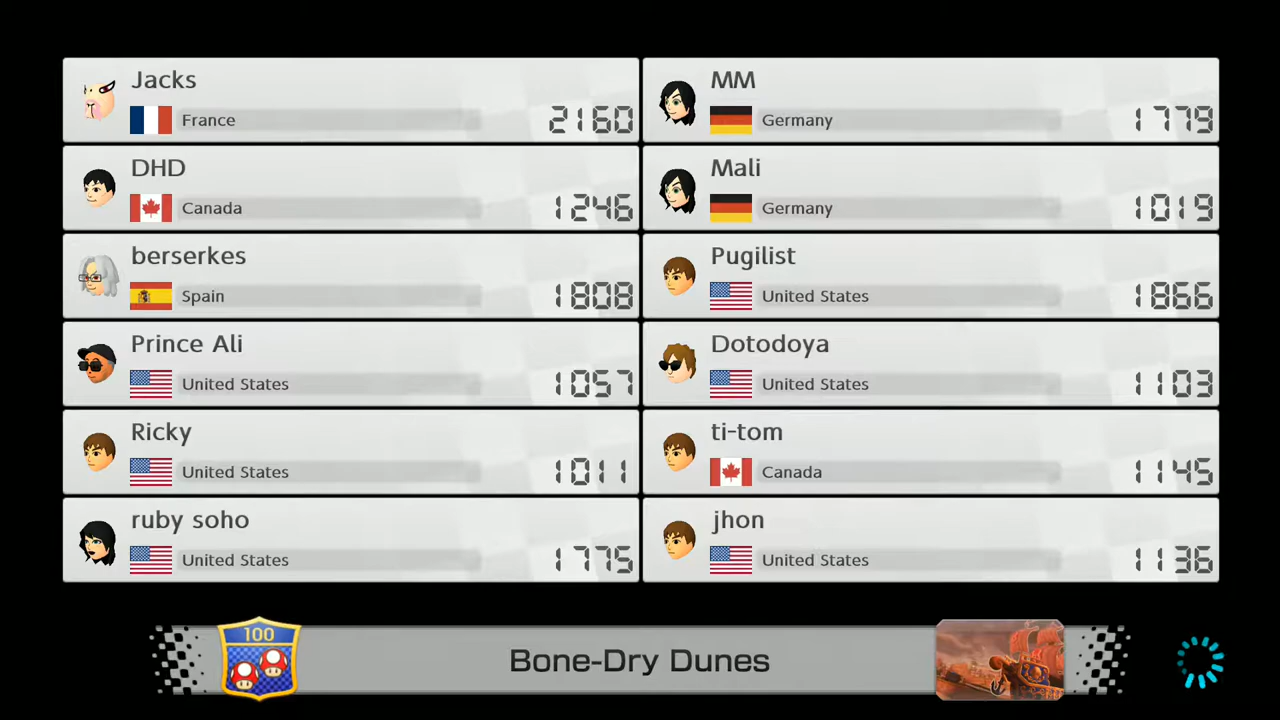 Jacks
France 2160
MM
Germany 1779
DHD
Canada 1246
Mali
Germany 1019
berserkes
Spain 1808
Pugilist
United States 1866
Prince Ali
United States 1057
Dotodoya
United States 1103
Ricky
United States 1011
ti-tom
Canada 1145
ruby soho
United States 1775
jhon
United States 1136
100
Bone-Dry Dunes